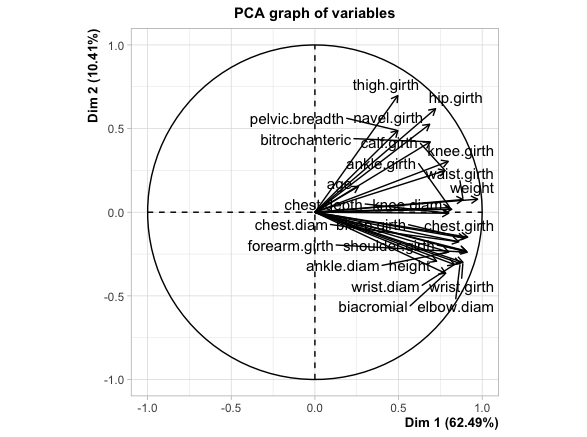 PCA graph of variables
Dim 2 (10.41%)
1.0
0.5
0.0
-0.5
-1.0
thigh.girth
hip.girth
pelvic.breadth
navel.girth
bitrochanteric
calf.girth
knee.girth
ankle.girth
waist.girth
age
weight
chest.depth
knee.diam
chest.diam
bicep.girth
chest.girth
forearm.girth
shoulder.girth
ankle.diam
height
wrist.diam
wrist.girth
biacromial
elbow.diam
-1.0
-0.5
0.0
0.5
1.0
Dim 1 (62.49%)